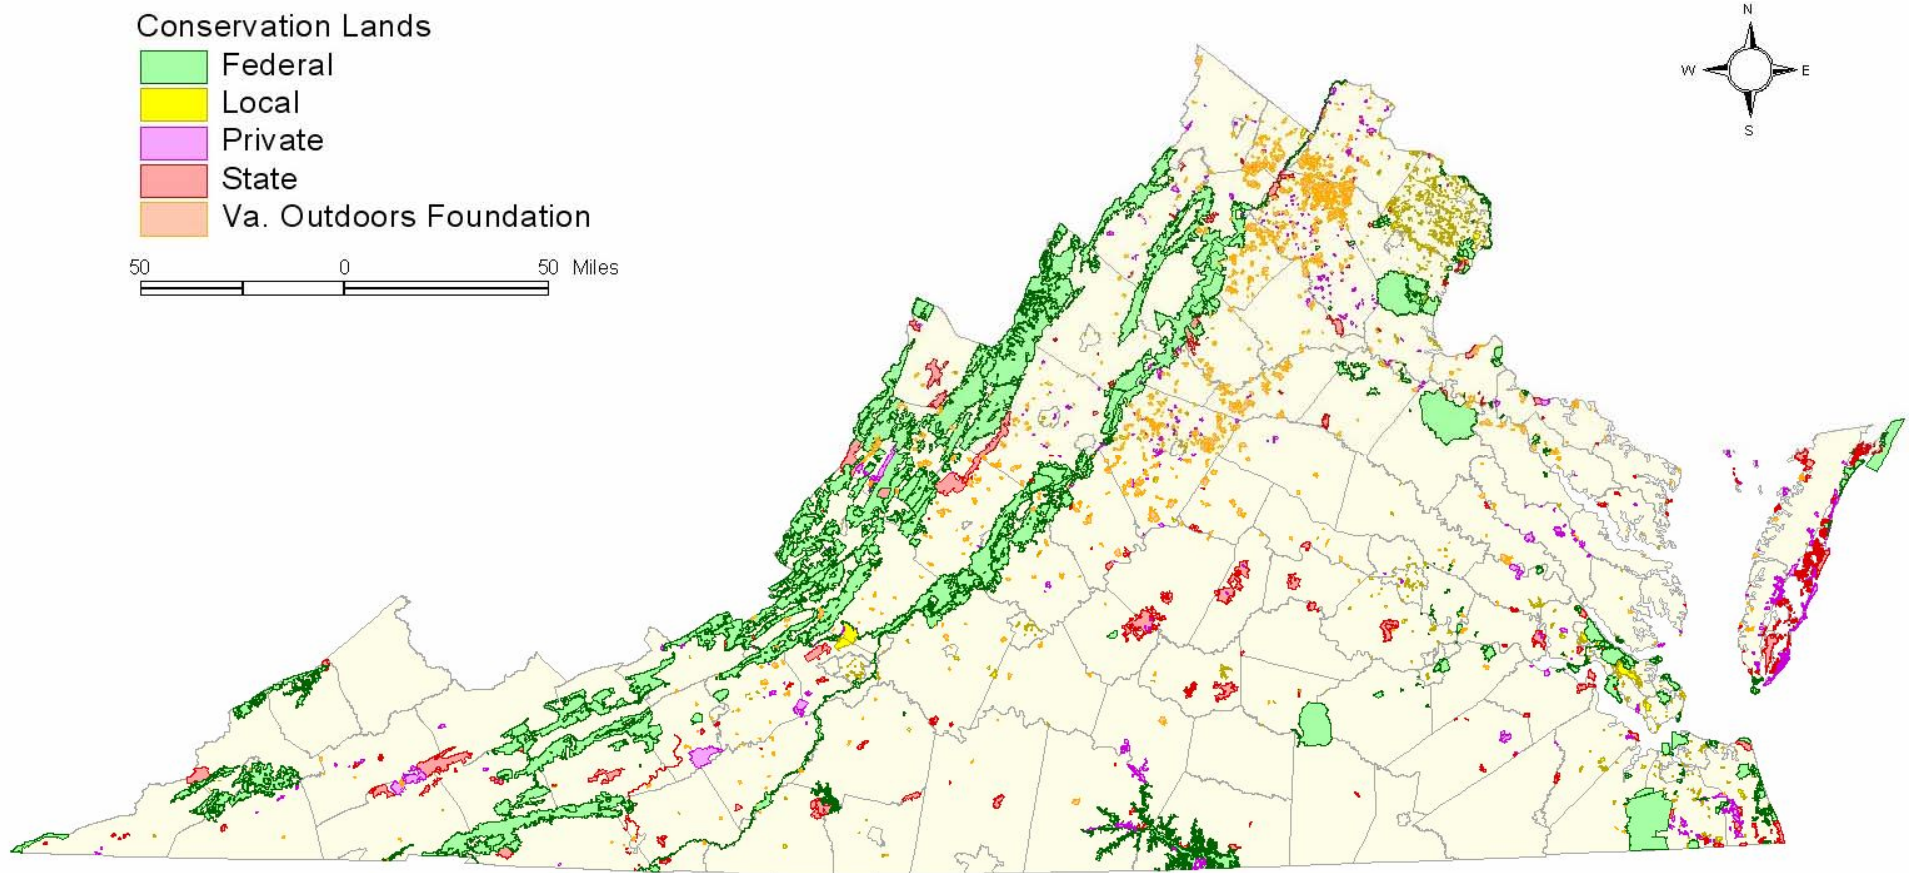 Conservation Lands
Federal
Local
Private
State
Va. Outdoors Foundation
50 0 50 Miles
N
W E
S